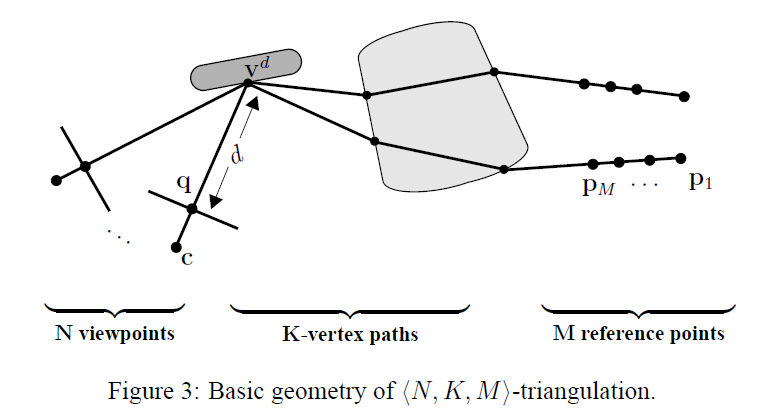 v^d
d
q
c
p_M ... p_1
...
N viewpoints K-vertex paths M reference points
Figure 3: Basic geometry of ⟨N, K, M⟩-triangulation.